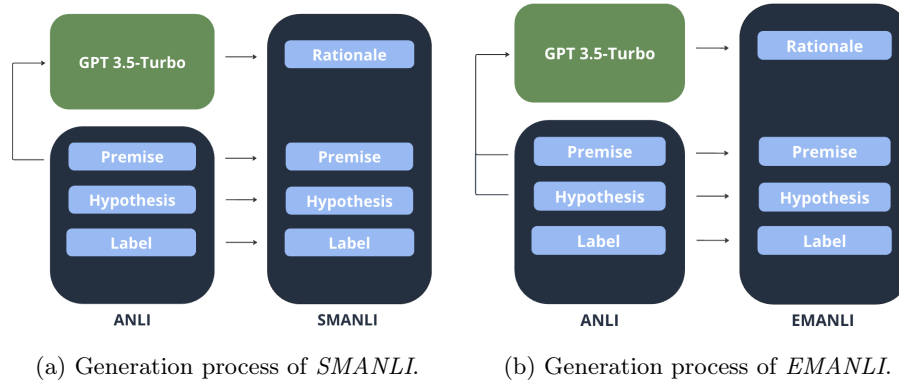 GPT 3.5-Turbo
Rationale
Premise
Premise
Hypothesis
Hypothesis
Label
Label
ANLI
SMANLI
(a) Generation process of SMANLI.
GPT 3.5-Turbo
Rationale
Premise
Premise
Hypothesis
Hypothesis
Label
Label
ANLI
EMANLI
(b) Generation process of EMANLI.